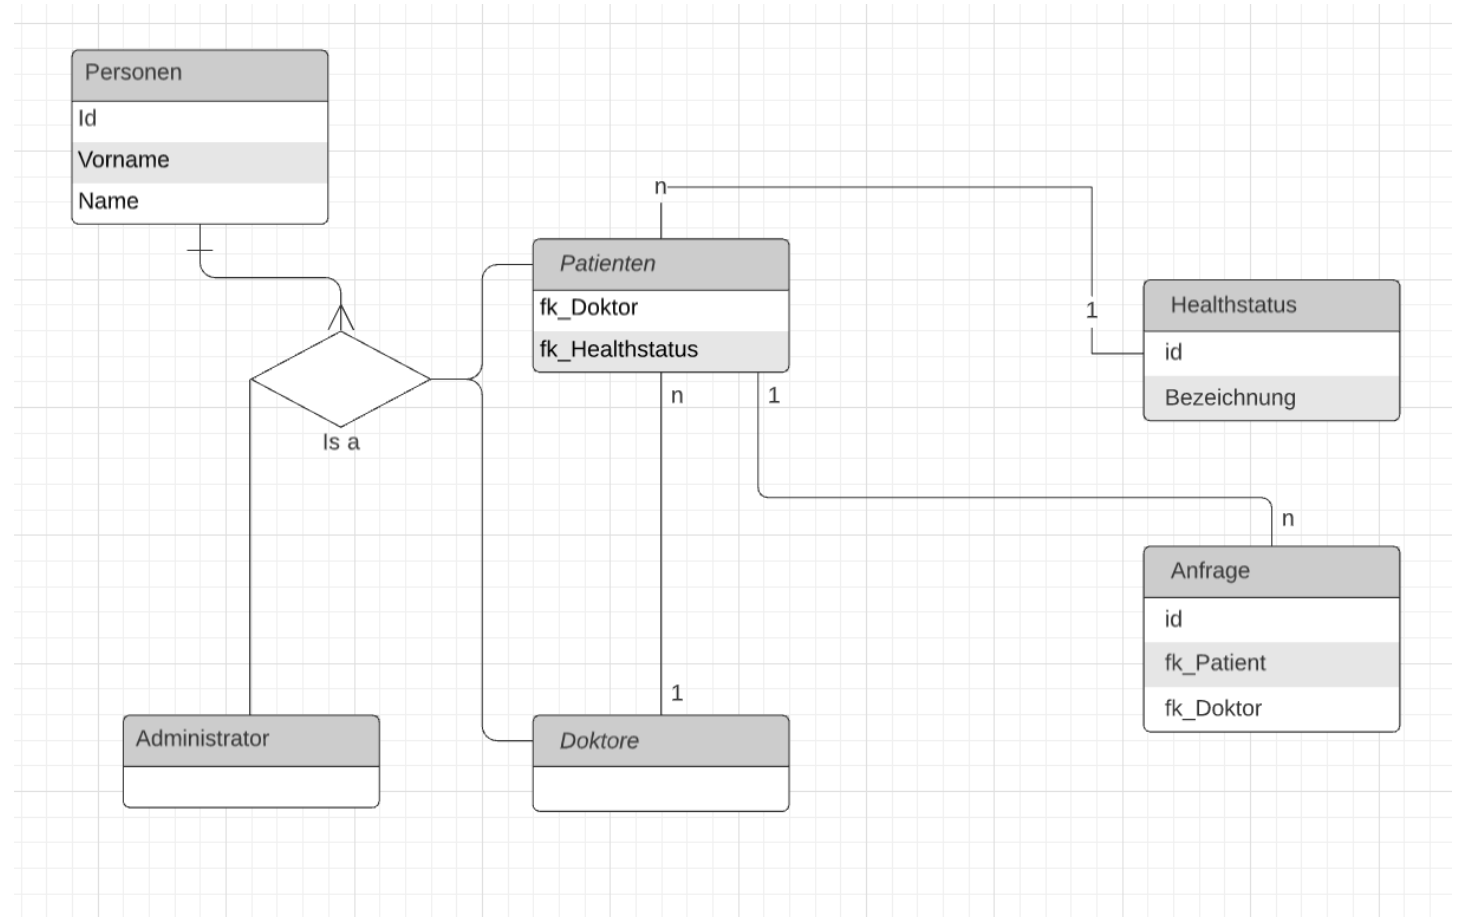 Personen
Id
Vorname
Name
Is a
Administrator
n
Patienten
fk_Doktor
fk_Healthstatus
n
1
1
Doktore
1
Healthstatus
id
Bezeichnung
n
Anfrage
id
fk_Patient
fk_Doktor